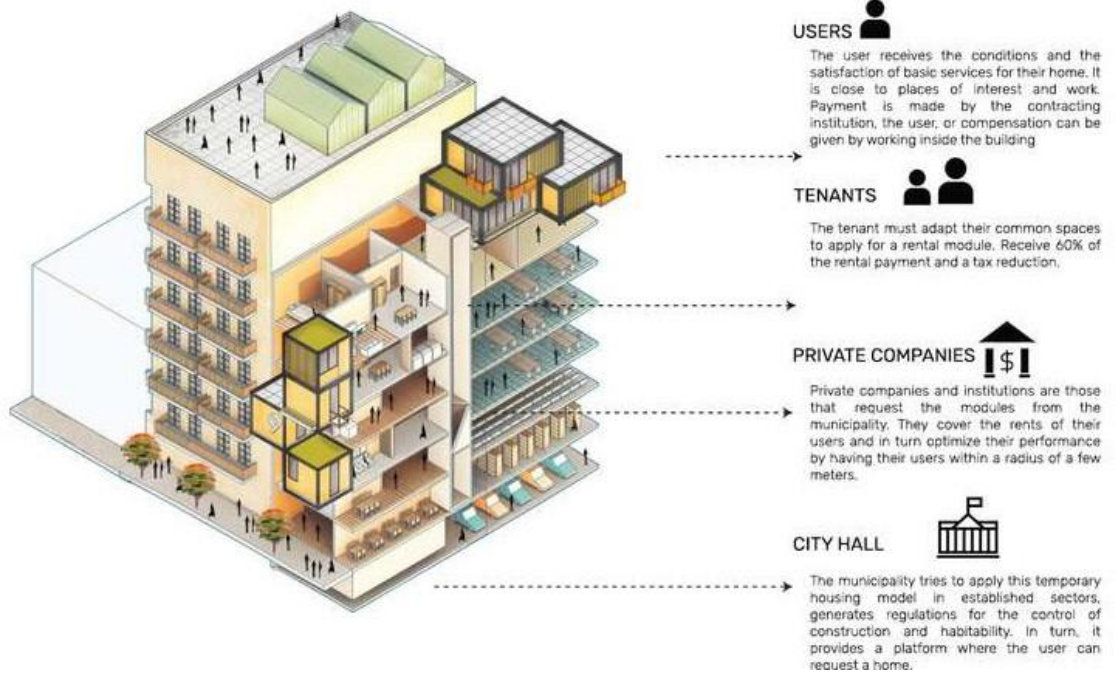 USERS
The user receives the conditions and the
satisfaction of basic services for their home. It
is close to places of interest and work.
Payment is made by the contracting
institution, the user, or compensation can be
given by working inside the building
TENANTS
The tenant must adapt their common spaces
to apply for a rental module. Receive 60% of
the rental payment and a tax reduction.
PRIVATE COMPANIES
$
Private companies and institutions are those
that request the modules from the
municipality. They cover the rents of their
users and in turn optimize their performance
by having their users within a radius of a few
meters.
CITY HALL
The municipality tries to apply this temporary
housing model in established sectors,
generates regulations for the control of
construction and habitability. In turn, it
provides a platform where the user can
request a home.